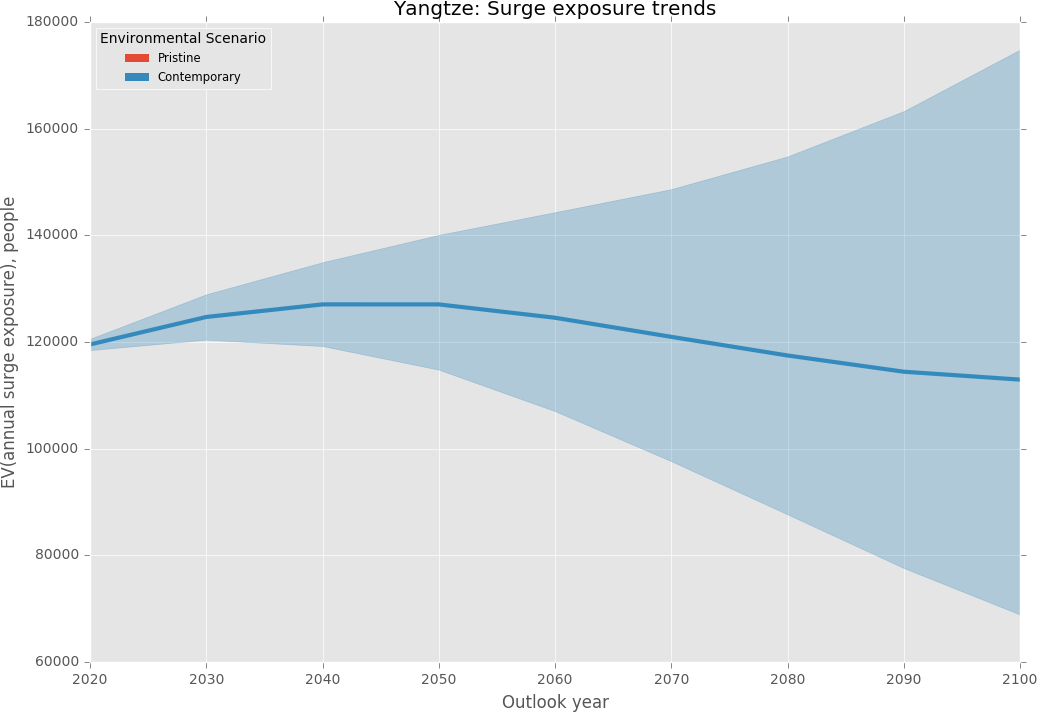 Yangtze: Surge exposure trends
Environmental Scenario
Pristine
Contemporary
EV(annual surge exposure), people
180000
160000
140000
120000
100000
80000
60000
2020 2030 2040 2050 2060 2070 2080 2090 2100
Outlook year